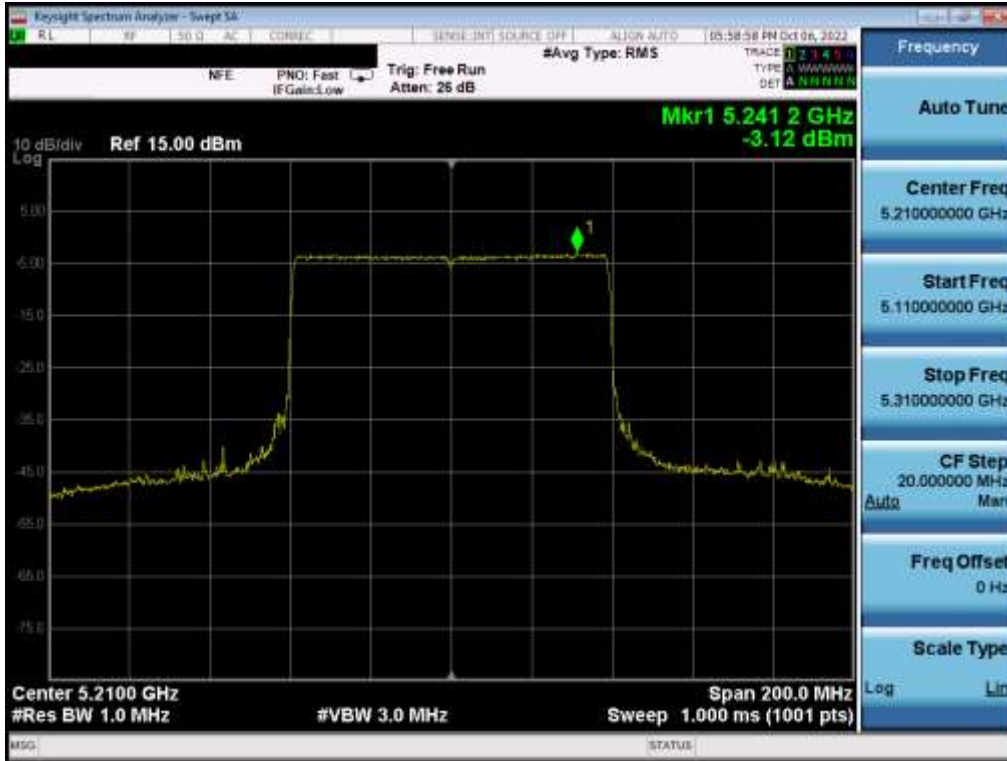 Keysight Spectrum Analyzer - Swept SA
RL RF 50 Ω AC CORREC SENSE:INT SOURCE OFF ALIGN AUTO 05:58:58 PM Oct 06, 2022
NFE PNO: Fast IFGain:Low Trig: Free Run Atten: 26 dB #Avg Type: RMS TRACE 1 2 3 4 5 TYPE DET A N N N N N
Mkr1 5.241 2 GHz
-3.12 dBm
10 dB/div Ref 15.00 dBm
Log
5.00
1
-5.00
-15.0
-25.0
-35.0
-45.0
-55.0
-65.0
-75.0
Center 5.2100 GHz Span 200.0 MHz
#Res BW 1.0 MHz #VBW 3.0 MHz Sweep 1.000 ms (1001 pts)
MSG STATUS
Frequency
Auto Tune
Center Freq
5.210000000 GHz
Start Freq
5.110000000 GHz
Stop Freq
5.310000000 GHz
CF Step
20.000000 MHz
Auto Man
Freq Offset
0 Hz
Scale Type
Log Lin